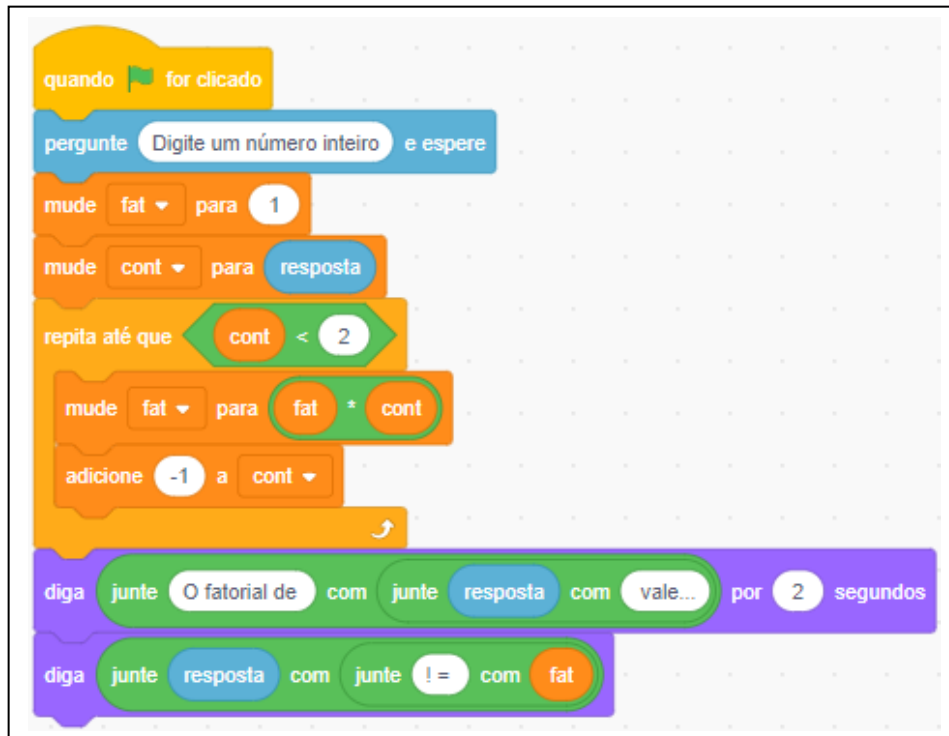 quando for clicado
pergunte Digite um número inteiro e espere
mude fat para 1
mude cont para resposta
repita até que cont < 2
mude fat para fat * cont
adicione -1 a cont
diga junte O fatorial de com junte resposta com vale... por 2 segundos
diga junte resposta com junte ! = com fat